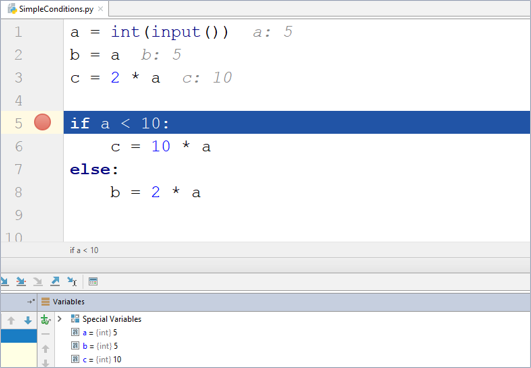 SimpleConditions.py
1 a = int(input()) a: 5
2 b = a b: 5
3 c = 2 * a c: 10
4
5 if a < 10:
6 c = 10 * a
7 else:
8 b = 2 * a
9
10
if a < 10
Variables
Special Variables
a = (int) 5
b = (int) 5
c = (int) 10